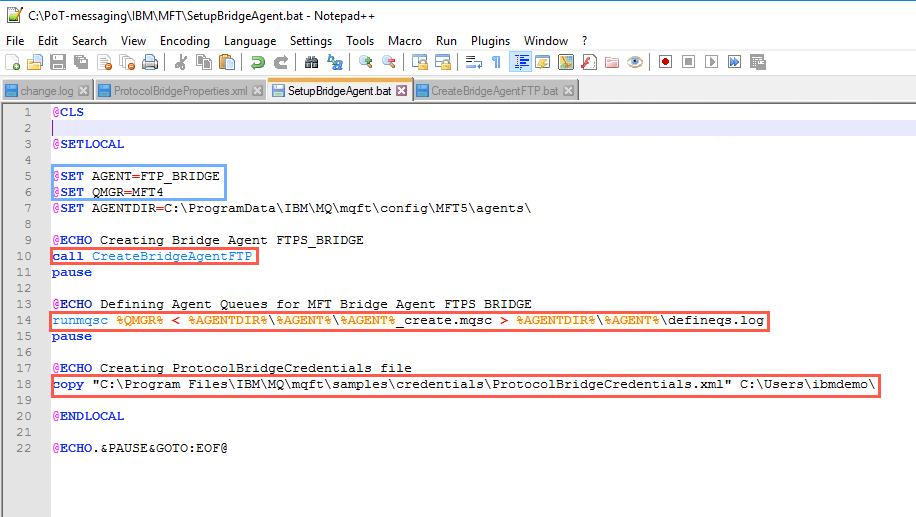 C:\PoT-messaging\IBM\MFT\SetupBridgeAgent.bat - Notepad++
File Edit Search View Encoding Language Settings Tools Macro Run Plugins Window ?
change.log ProtocolBridgeProperties.xml SetupBridgeAgent.bat CreateBridgeAgentFTP.bat
1 @CLS
2
3 @SETLOCAL
4
5 @SET AGENT=FTP_BRIDGE
6 @SET QMGR=MFT4
7 @SET AGENTDIR=C:\ProgramData\IBM\MQ\mqft\config\MFT5\agents\
8
9 @ECHO Creating Bridge Agent FTPS_BRIDGE
10 call CreateBridgeAgentFTP
11 pause
12
13 @ECHO Defining Agent Queues for MFT Bridge Agent FTPS_BRIDGE
14 runmqsc %QMGR% < %AGENTDIR%\%AGENT%\%AGENT%_create.mqsc > %AGENTDIR%\%AGENT%\defineqs.log
15 pause
16
17 @ECHO Creating ProtocolBridgeCredentials file
18 copy "C:\Program Files\IBM\MQ\mqft\samples\credentials\ProtocolBridgeCredentials.xml" C:\Users\ibmdemo\
19
20 @ENDLOCAL
21
22 @ECHO.&PAUSE&GOTO:EOF@